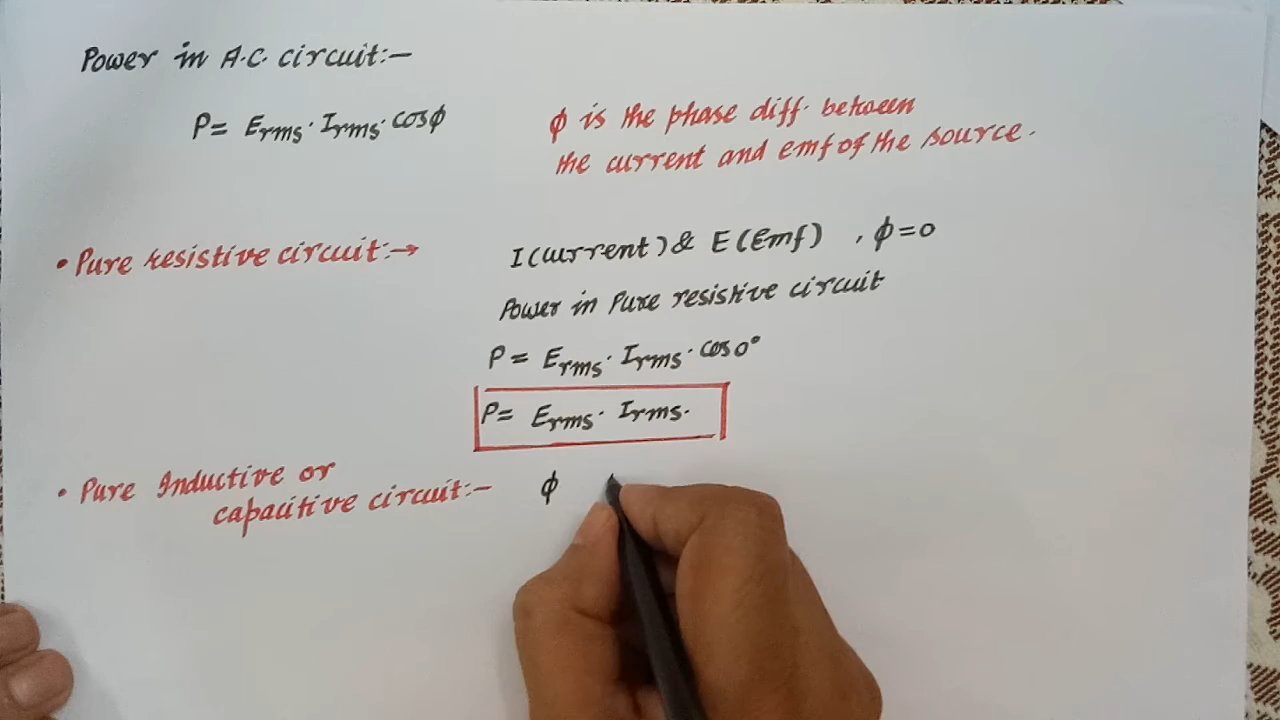 Power in A.C. circuit:-
P= Erms. Irms. cosϕ
ϕ is the phase diff. between
the current and emf of the source.
• Pure resistive circuit:→
I(current) & E(Emf) , ϕ=0
Power in Pure resistive circuit
P = Erms. Irms. cos0°
P= Erms. Irms.
• Pure Inductive or
capacitive circuit:-
ϕ